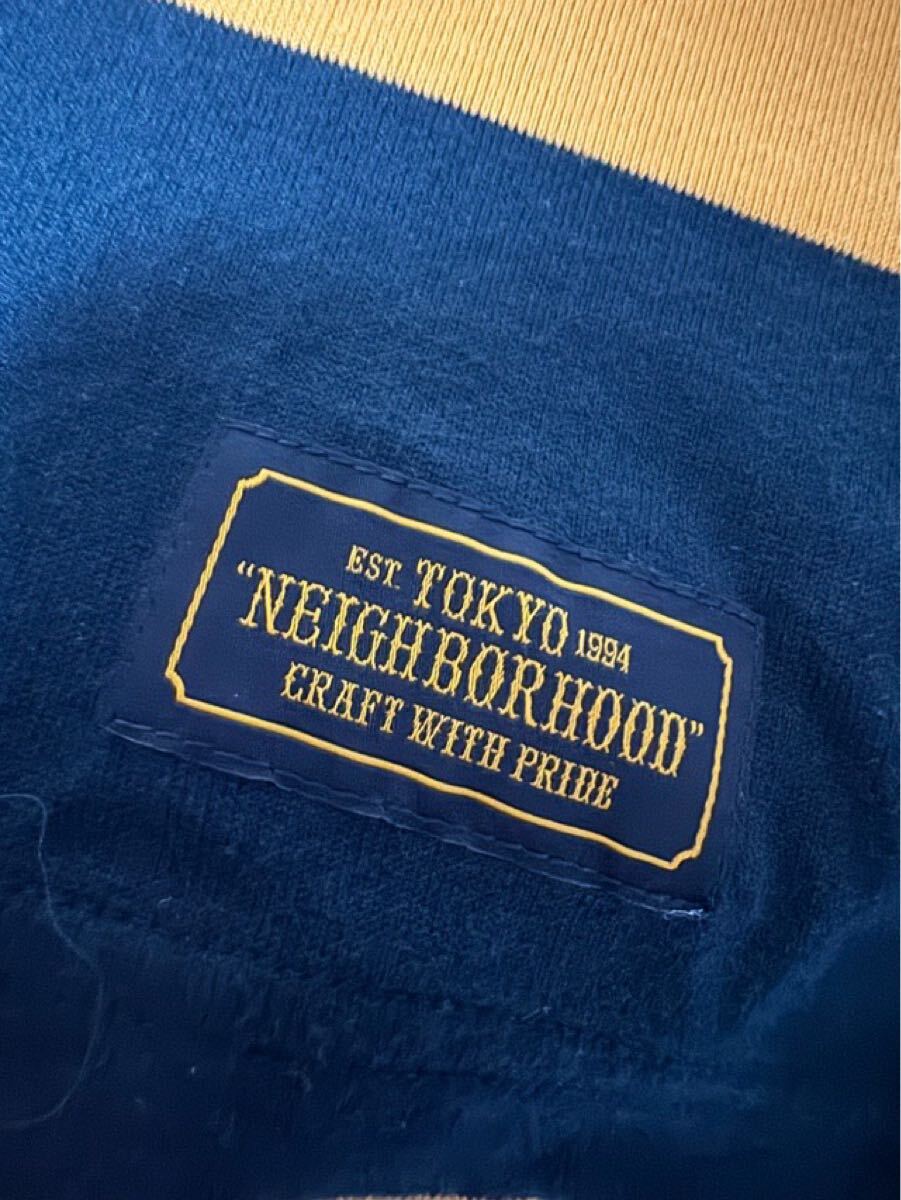 EST. TOKYO 1994
“NEIGHBORHOOD”
CRAFT WITH PRIDE